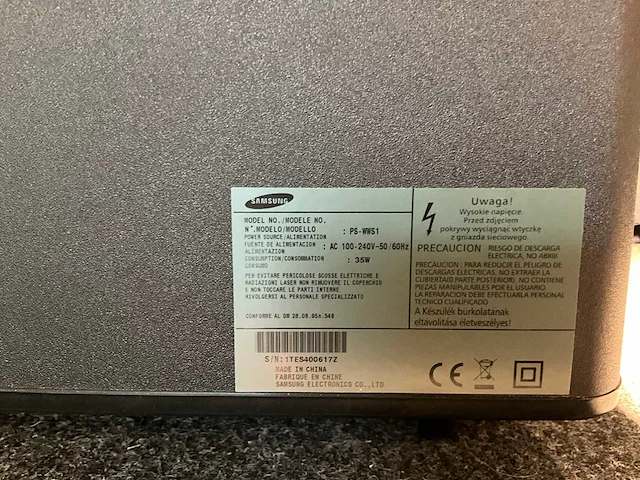 SAMSUNG
MODEL NO./MODELE NO.
N°.MODELO/MODELLO : PS-WWS1
POWER SOURCE/ALIMENTATION
FUENTE DE ALIMENTACION : AC 100-240V~50/60Hz
ALIMENTAZION
CONSUMPTION/CONSOMMATION : 35W
CONSUMO
PER EVITARE PERICOLOSE SCOSSE ELETTRICHE E
RADIAZIONI LASER NON RIMUOVERE IL COPERCHIO
E NON TOCCARE LE PARTI INTERNE
RIVOLGERSI AL PERSONALE SPECIALIZZATO
CONFORME AL DM 28.08.95n.548
S/N:1TES400617Z
MADE IN CHINA
FABRIQUE EN CHINE
SAMSUNG ELECTRONICS CO.,LTD
Uwaga!
Wysokie napięcie.
Przed zdjęciem
pokrywy wyciągnąc wtyczkę
z gniazda sieciowego.
PRECAUCION RIESGO DE DESCARGA
ELECTRICA, NO ABRIR
PRECAUCION : PARA REDUCIR EL PELIGRO DE
DESCARGAS ELECTRICAS, NO EXTRAER LA
CUBIERTA(O PARTE POSTERIOR). NO CONTIENE
PIEZAS MANIPULABLES POR EL USUARIO.
LA REPARACION DEBE EFECTUARLA PERSONAL
TECNICO CUALIFICADO
A Készülék búrkolatának
eltávolitása életveszélyes!
CE